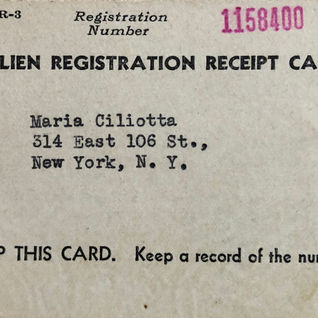 R-3
Registration
Number
1158400
LIEN REGISTRATION RECEIPT CA
Maria Ciliotta
314 East 106 St.,
New York, N. Y.
P THIS CARD. Keep a record of the nu